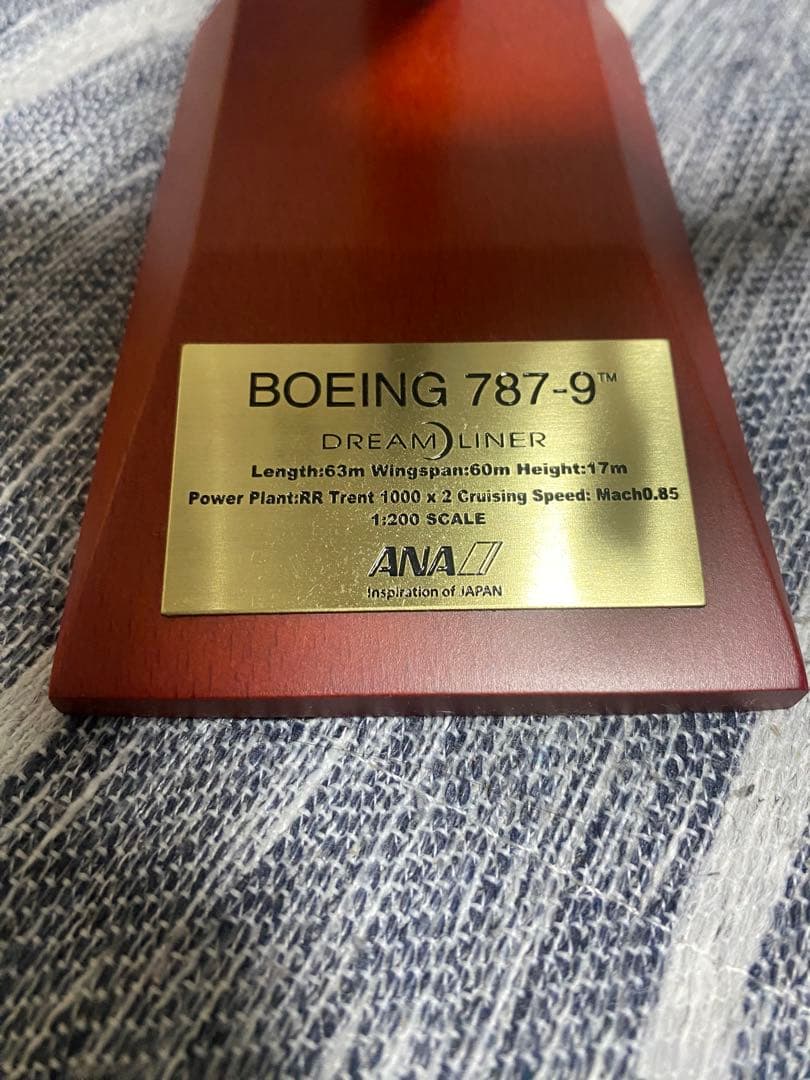 BOEING 787-9™
DREAMLINER
Length:63m Wingspan:60m Height:17m
Power Plant:RR Trent 1000 x 2 Cruising Speed: Mach0.85
1:200 SCALE
ANA
Inspiration of JAPAN